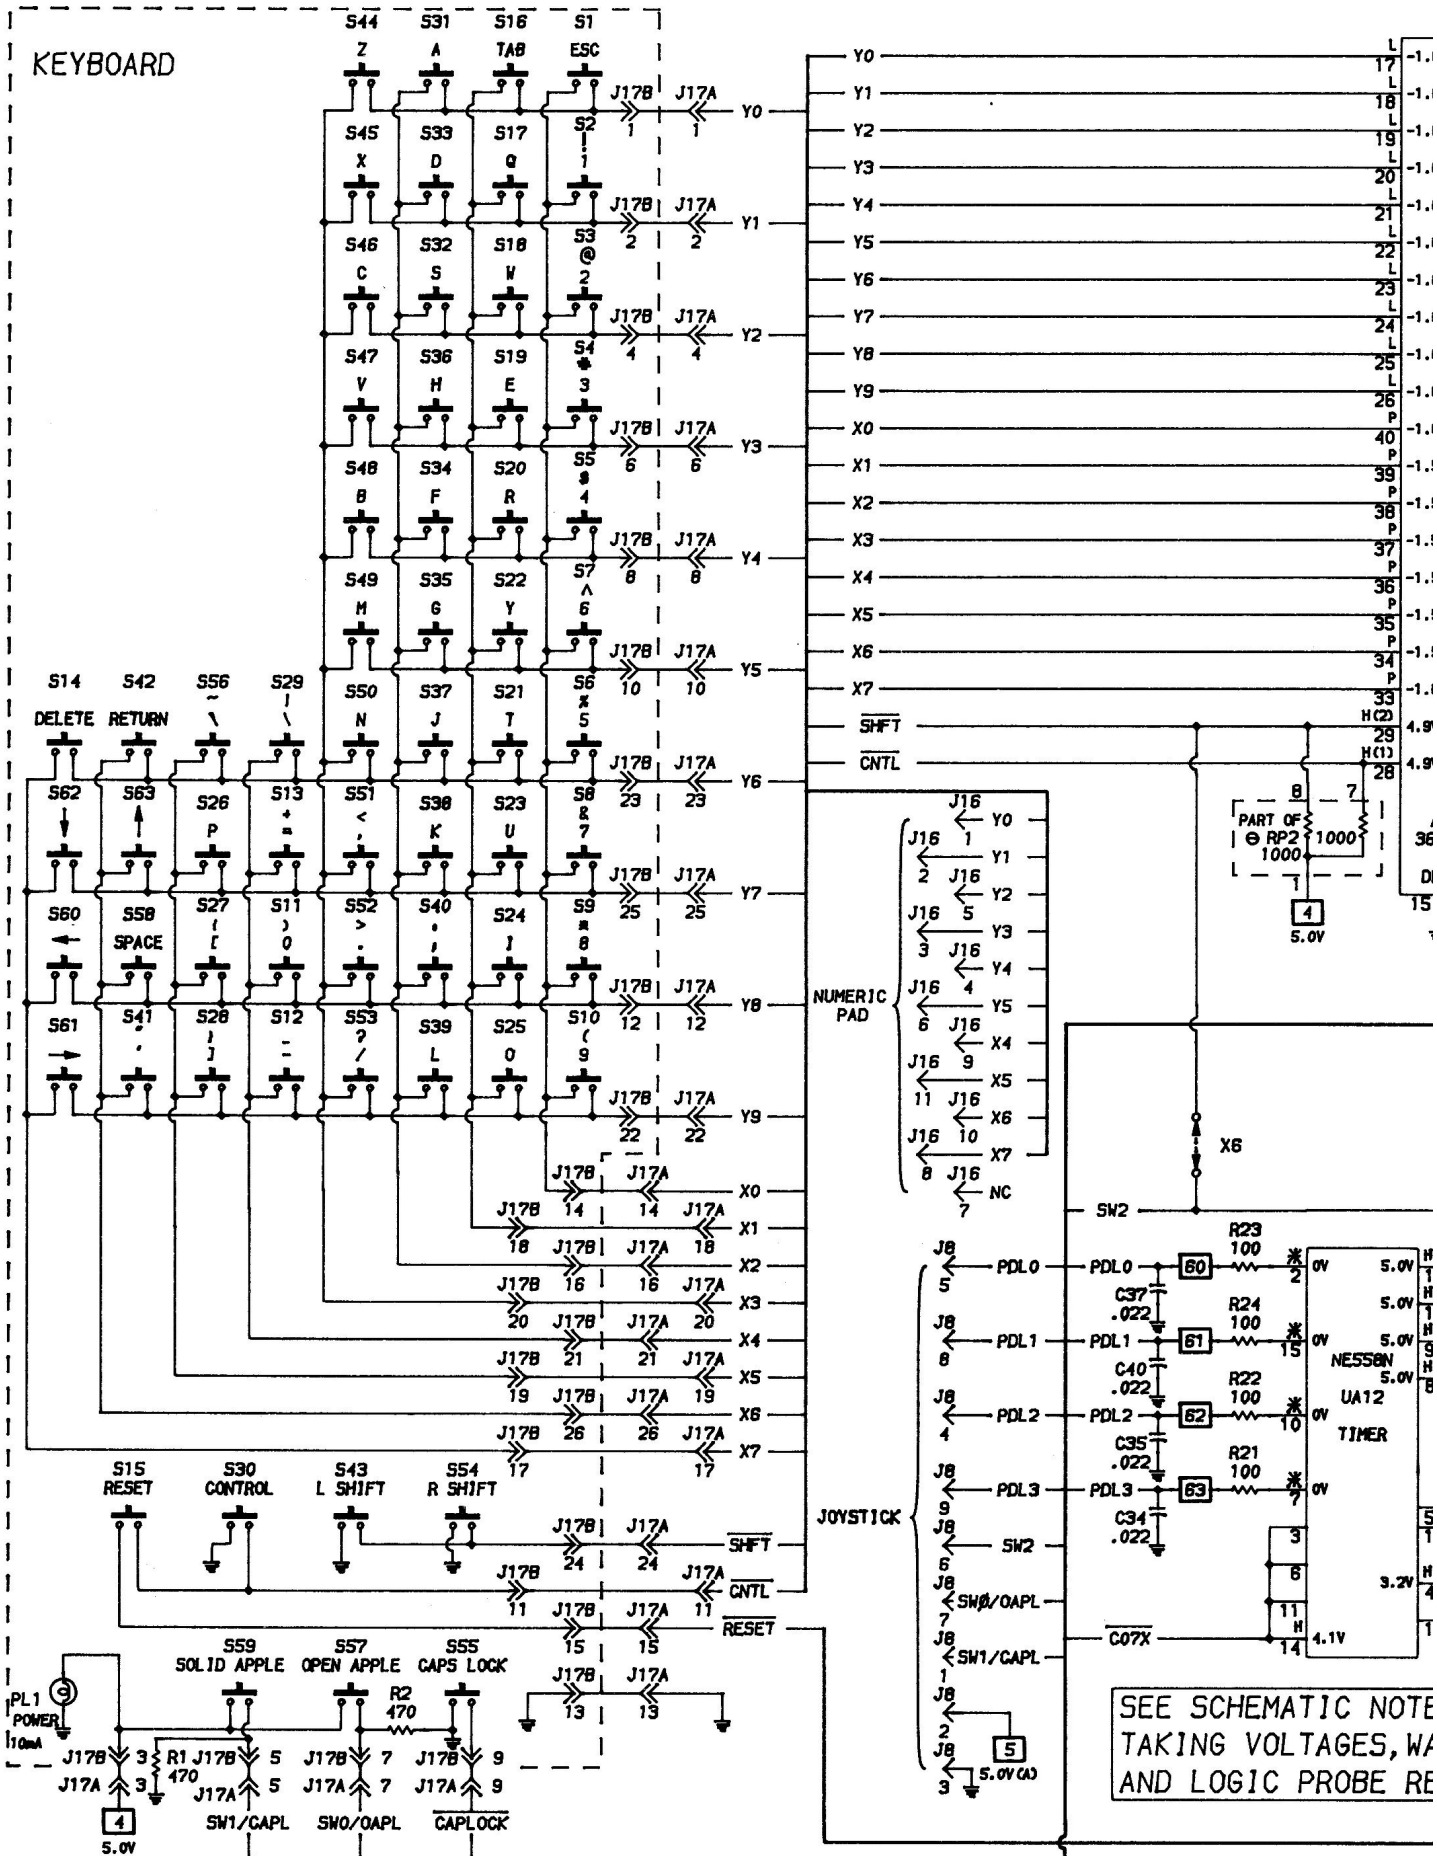 KEYBOARD
S44 S31 S16 S1
Z A TAB ESC
J17B J17A
1 1 Y0
S45 S33 S17 S2
X D Q ! 1
J17B J17A
2 2 Y1
S46 S32 S18 S3
C S W @ 2
J17B J17A
4 4 Y2
S47 S36 S19 S4
V H E # 3
J17B J17A
6 6 Y3
S48 S34 S20 S5
B F R $ 4
J17B J17A
8 8 Y4
S49 S35 S22 S7
M G Y ^ 6
J17B J17A
10 10 Y5
S14 S42 S56 S29 S50 S37 S21 S6
DELETE RETURN ~ \ | \ N J T % 5
J17B J17A
23 23 Y6
S62 S63 S26 S13 S51 S38 S23 S8
↓ ↑ P + = < , K U & 7
J17B J17A
25 25 Y7
S60 S58 S27 S11 S52 S40 S24 S9
← SPACE { [ ) 0 > . : ; I * 8
J17B J17A
12 12 Y8
S61 S41 S28 S12 S53 S39 S25 S10
→ " ' } ] _ - ? / L O ( 9
J17B J17A
22 22 Y9
J17B J17A
14 14 X0
J17B J17A
18 18 X1
J17B J17A
16 16 X2
J17B J17A
20 20 X3
J17B J17A
21 21 X4
J17B J17A
19 19 X5
J17B J17A
26 26 X6
J17B J17A
17 17 X7
S15 S30 S43 S54
RESET CONTROL L SHIFT R SHIFT
J17B J17A
24 24 SHFT
J17B J17A
11 11 CNTL
J17B J17A
15 15 RESET
S59 S57 S55
SOLID APPLE OPEN APPLE CAPS LOCK
J17B J17A
13 13
PL1
POWER
10mA
R2
470
R1
470
J17B 3 J17B 5 J17B 7 J17B 9
J17A 3 J17A 5 J17A 7 J17A 9
4
5.0V
SW1/CAPL SW0/OAPL CAPLOCK
Y0 L 17
Y1 L 18
Y2 L 19
Y3 L 20
Y4 L 21
Y5 L 22
Y6 L 23
Y7 L 24
Y8 L 25
Y9 L 26
X0 P 40
X1 P 39
X2 P 38
X3 P 37
X4 P 36
X5 P 35
X6 P 34
X7 P 33
SHFT H(2) 29
CNTL H(1) 28
8 7
PART OF
RP2 1000
1000
1
4
5.0V
15
NUMERIC
PAD
J16 1 Y0
J16 2 Y1
J16 5 Y2
J16 3 Y3
J16 4 Y4
J16 6 Y5
J16 9 X4
J16 11 X5
J16 10 X6
J16 8 X7
J16 7 NC
X6
SW2
JOYSTICK
J8 5 PDL0 PDL0 60 R23 100 * 2 0V 5.0V
C37
.022
J8 8 PDL1 PDL1 61 R24 100 * 15 0V 5.0V
C40
.022
J8 4 PDL2 PDL2 62 R22 100 * 10 0V 5.0V
C35
.022
J8 9 PDL3 PDL3 63 R21 100 * 7 0V 5.0V
C34
.022
NE558N
UA12
TIMER
J8 6 SW2
J8 7 SWØ/OAPL
J8 1 SW1/CAPL
J8 2
5
5.0V(A)
J8 3
3
6
11
H 14 4.1V
3.2V
C07X
SEE SCHEMATIC NOTE
TAKING VOLTAGES, WA
AND LOGIC PROBE RE